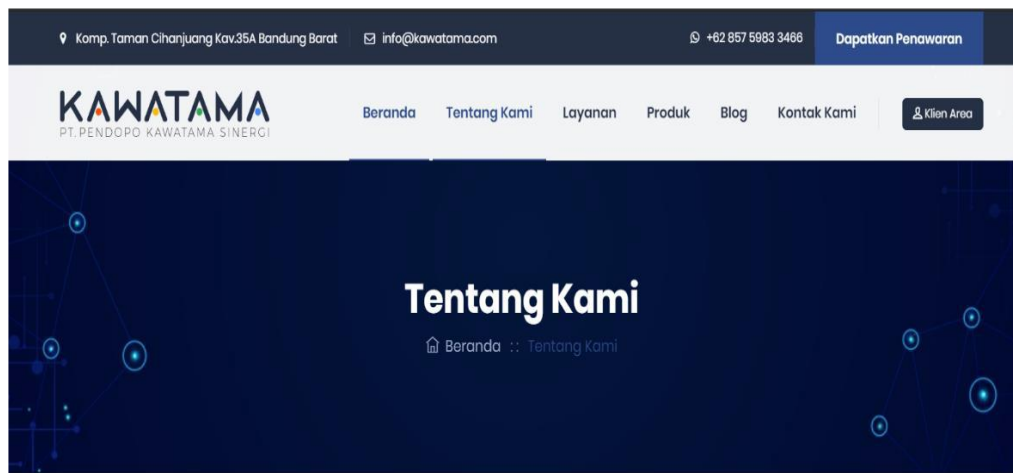 Komp. Taman Cihanjuang Kav.35A Bandung Barat info@kawatama.com +62 857 5983 3466 Dapatkan Penawaran
KAWATAMA
PT. PENDOPO KAWATAMA SINERGI
Beranda Tentang Kami Layanan Produk Blog Kontak Kami Klien Area
Tentang Kami
Beranda :: Tentang Kami